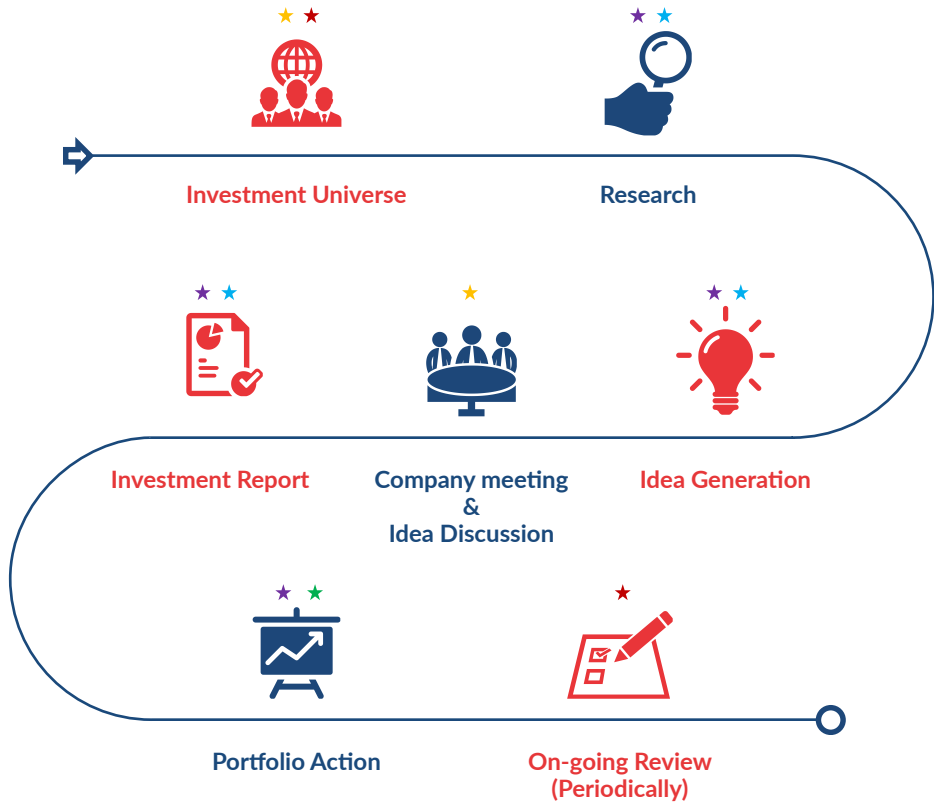 Investment Universe
Research
Investment Report
Company meeting
&
Idea Discussion
Idea Generation
Portfolio Action
On-going Review
(Periodically)